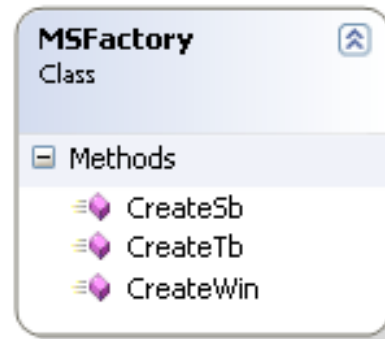 MSFactory
Class
Methods
CreateSb
CreateTb
CreateWin